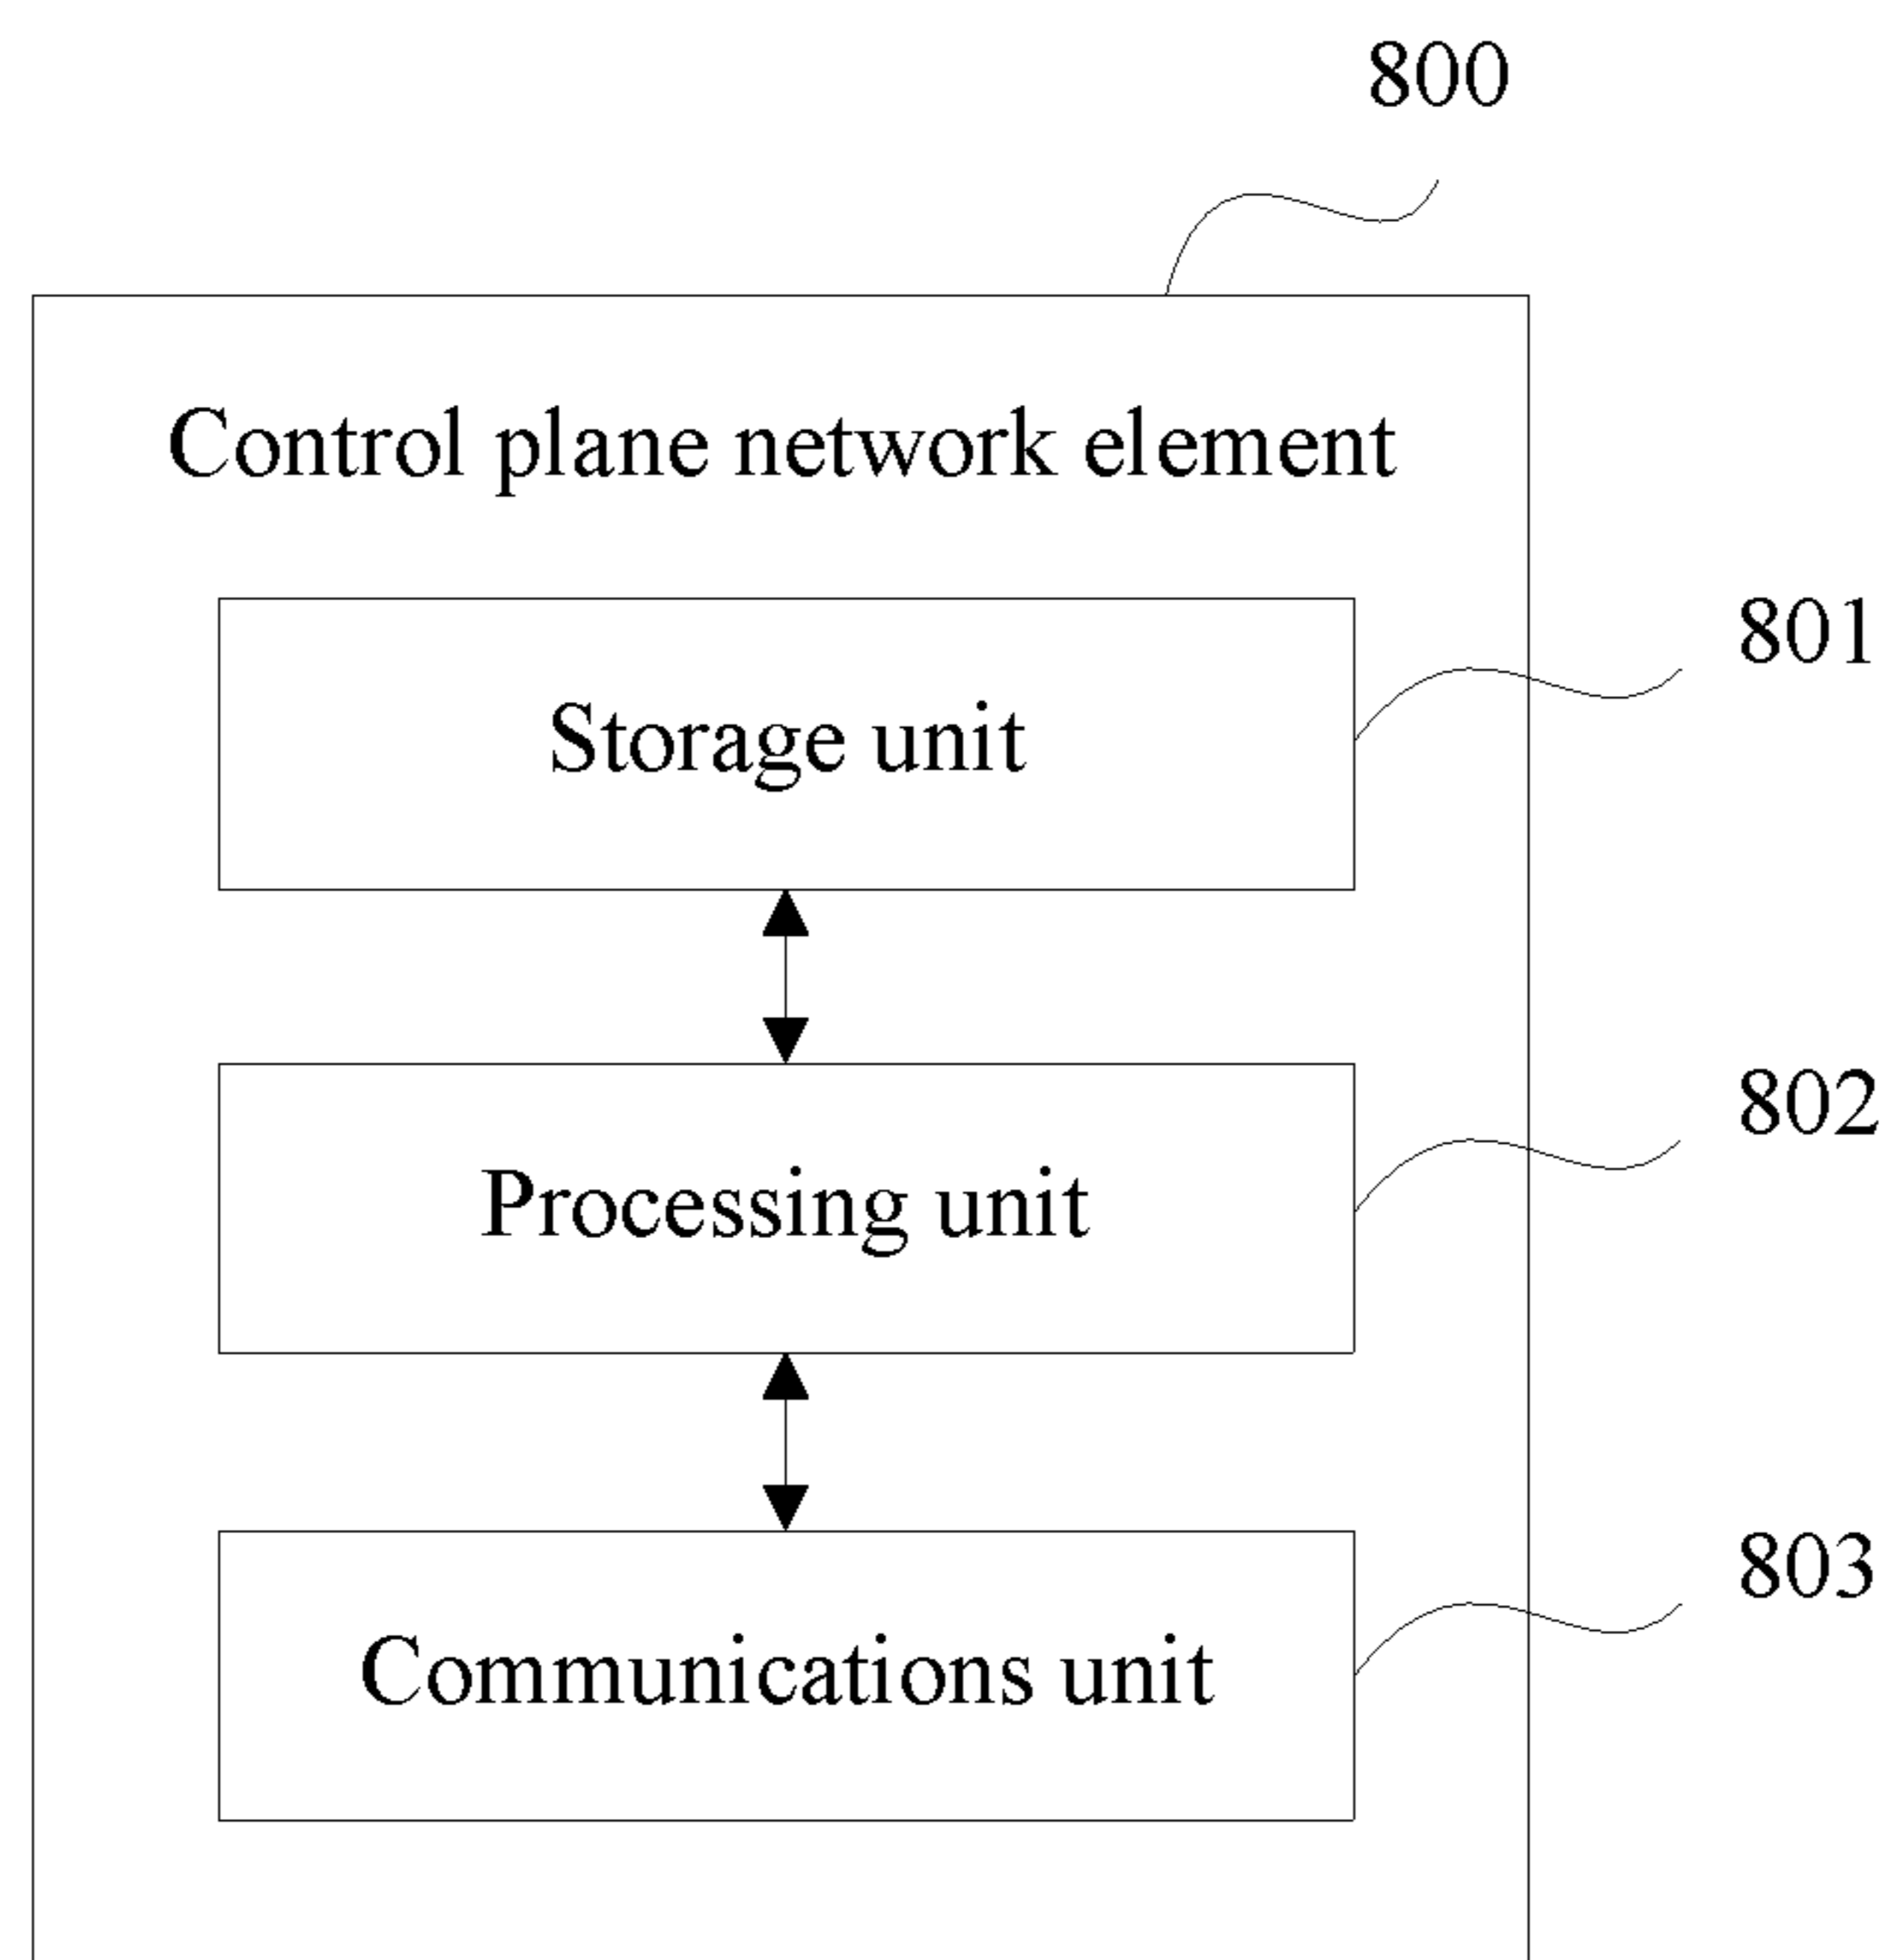 800
Control plane network element
801
Storage unit
802
Processing unit
803
Communications unit